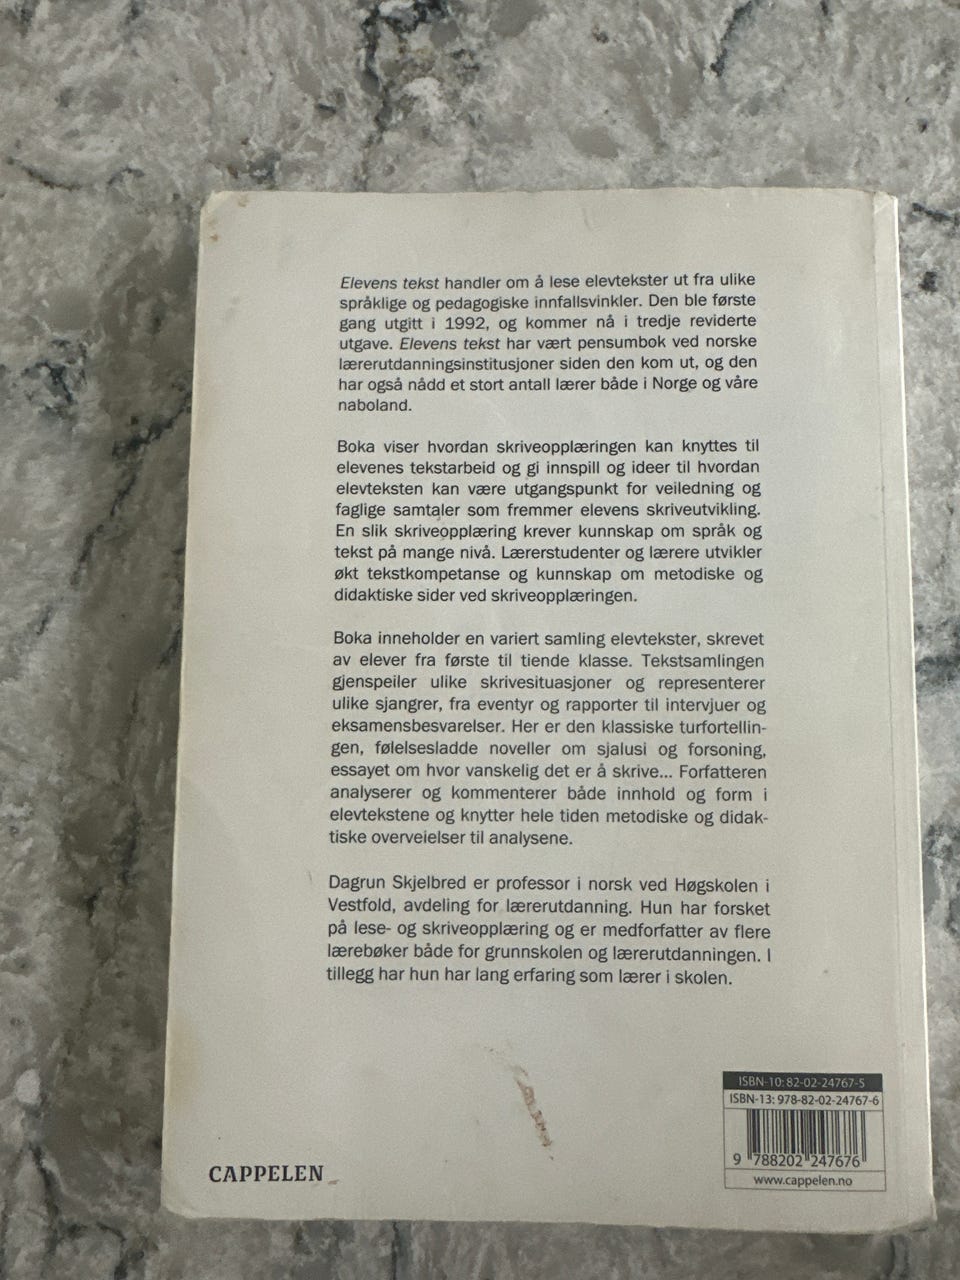 Elevens tekst handler om å lese elevtekster ut fra ulike
språklige og pedagogiske innfallsvinkler. Den ble første
gang utgitt i 1992, og kommer nå i tredje reviderte
utgave. Elevens tekst har vært pensumbok ved norske
lærerutdanningsinstitusjoner siden den kom ut, og den
har også nådd et stort antall lærer både i Norge og våre
naboland.
Boka viser hvordan skriveopplæringen kan knyttes til
elevenes tekstarbeid og gi innspill og ideer til hvordan
elevteksten kan være utgangspunkt for veiledning og
faglige samtaler som fremmer elevens skriveutvikling.
En slik skriveopplæring krever kunnskap om språk og
tekst på mange nivå. Lærerstudenter og lærere utvikler
økt tekstkompetanse og kunnskap om metodiske og
didaktiske sider ved skriveopplæringen.
Boka inneholder en variert samling elevtekster, skrevet
av elever fra første til tiende klasse. Tekstsamlingen
gjenspeiler ulike skrivesituasjoner og representerer
ulike sjangrer, fra eventyr og rapporter til intervjuer og
eksamensbesvarelser. Her er den klassiske turfortellin-
gen, følelsesladde noveller om sjalusi og forsoning,
essayet om hvor vanskelig det er å skrive... Forfatteren
analyserer og kommenterer både innhold og form i
elevtekstene og knytter hele tiden metodiske og didak-
tiske overveielser til analysene.
Dagrun Skjelbred er professor i norsk ved Høgskolen i
Vestfold, avdeling for lærerutdanning. Hun har forsket
på lese- og skriveopplæring og er medforfatter av flere
lærebøker både for grunnskolen og lærerutdanningen. I
tillegg har hun har lang erfaring som lærer i skolen.
ISBN-10: 82-02-24767-5
ISBN-13: 978-82-02-24767-6
9 788202 247676
www.cappelen.no
CAPPELEN